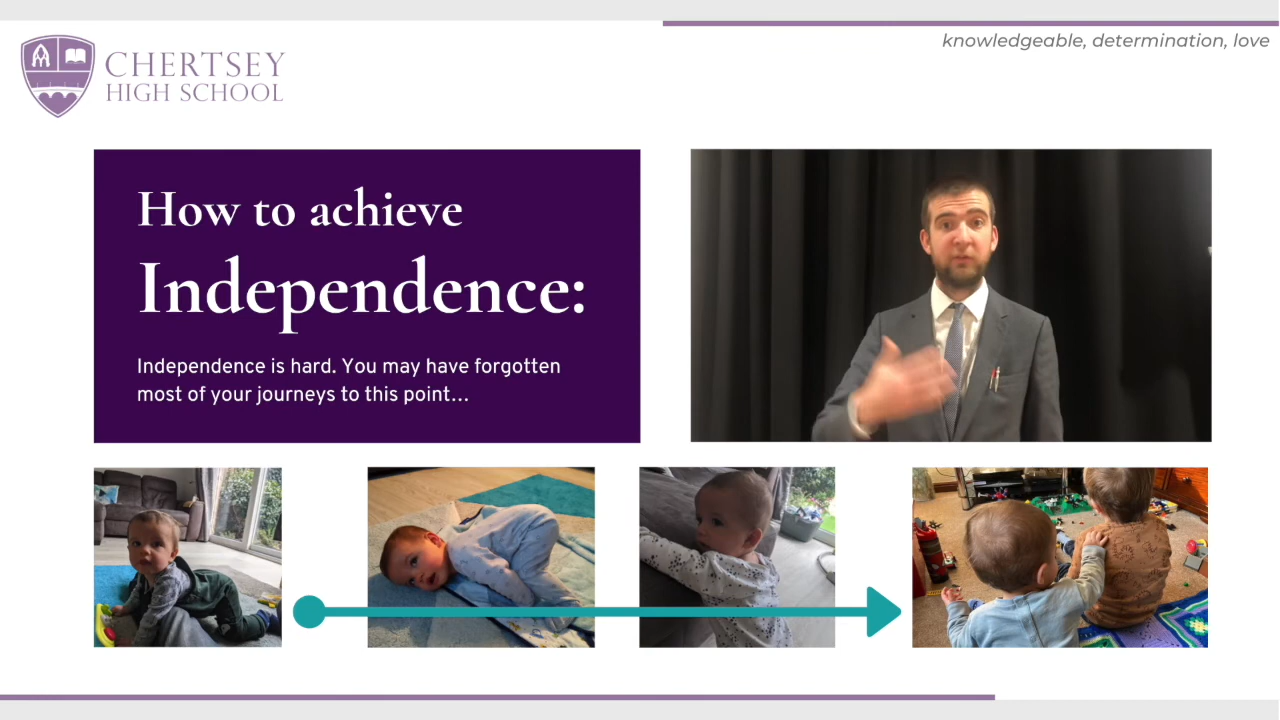 CHERTSEY
HIGH SCHOOL
knowledgeable, determination, love
How to achieve
Independence:
Independence is hard. You may have forgotten
most of your journeys to this point...